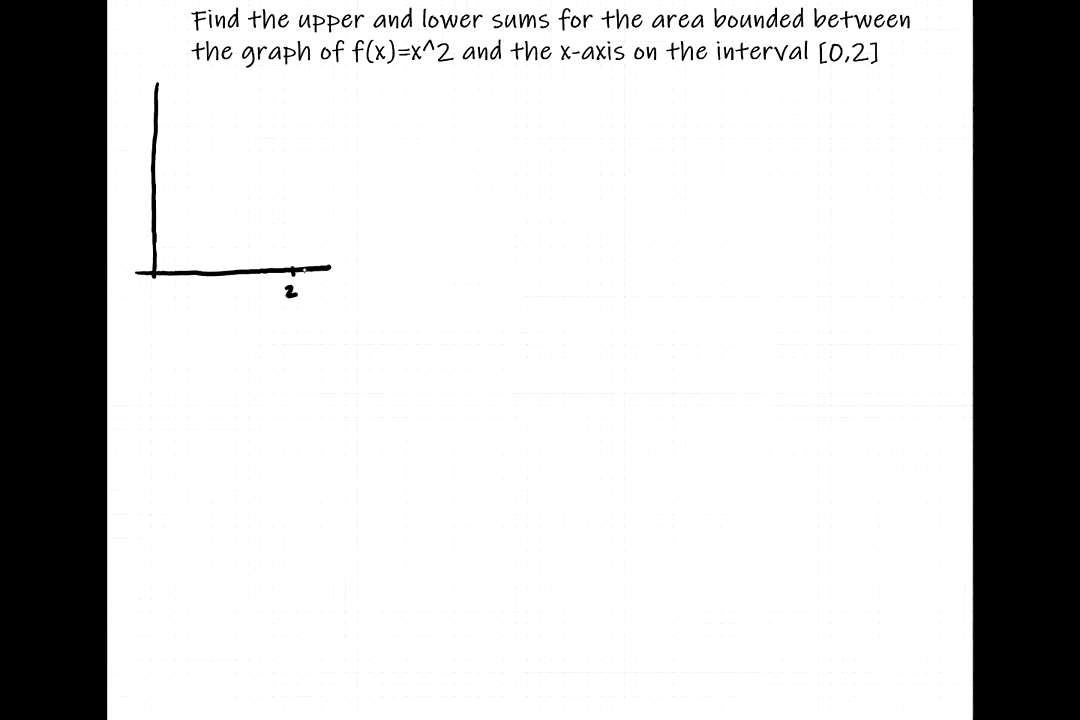 Find the upper and lower sums for the area bounded between
the graph of f(x)=x^2 and the x-axis on the interval [0,2]
2